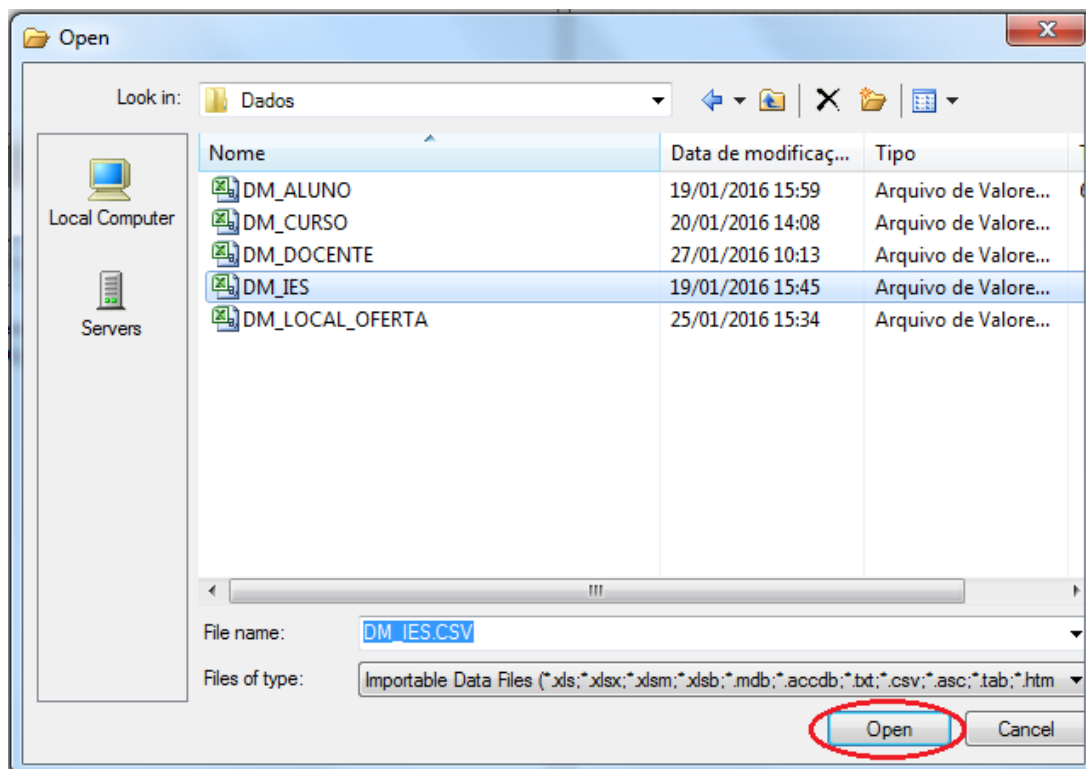 Open
Look in: Dados
Local Computer
Servers
Nome Data de modificaç... Tipo
DM_ALUNO 19/01/2016 15:59 Arquivo de Valore...
DM_CURSO 20/01/2016 14:08 Arquivo de Valore...
DM_DOCENTE 27/01/2016 10:13 Arquivo de Valore...
DM_IES 19/01/2016 15:45 Arquivo de Valore...
DM_LOCAL_OFERTA 25/01/2016 15:34 Arquivo de Valore...
File name: DM_IES.CSV
Files of type: Importable Data Files (*.xls;*.xlsx;*.xlsm;*.xlsb;*.mdb;*.accdb;*.txt;*.csv;*.asc;*.tab;*.htm
Open Cancel